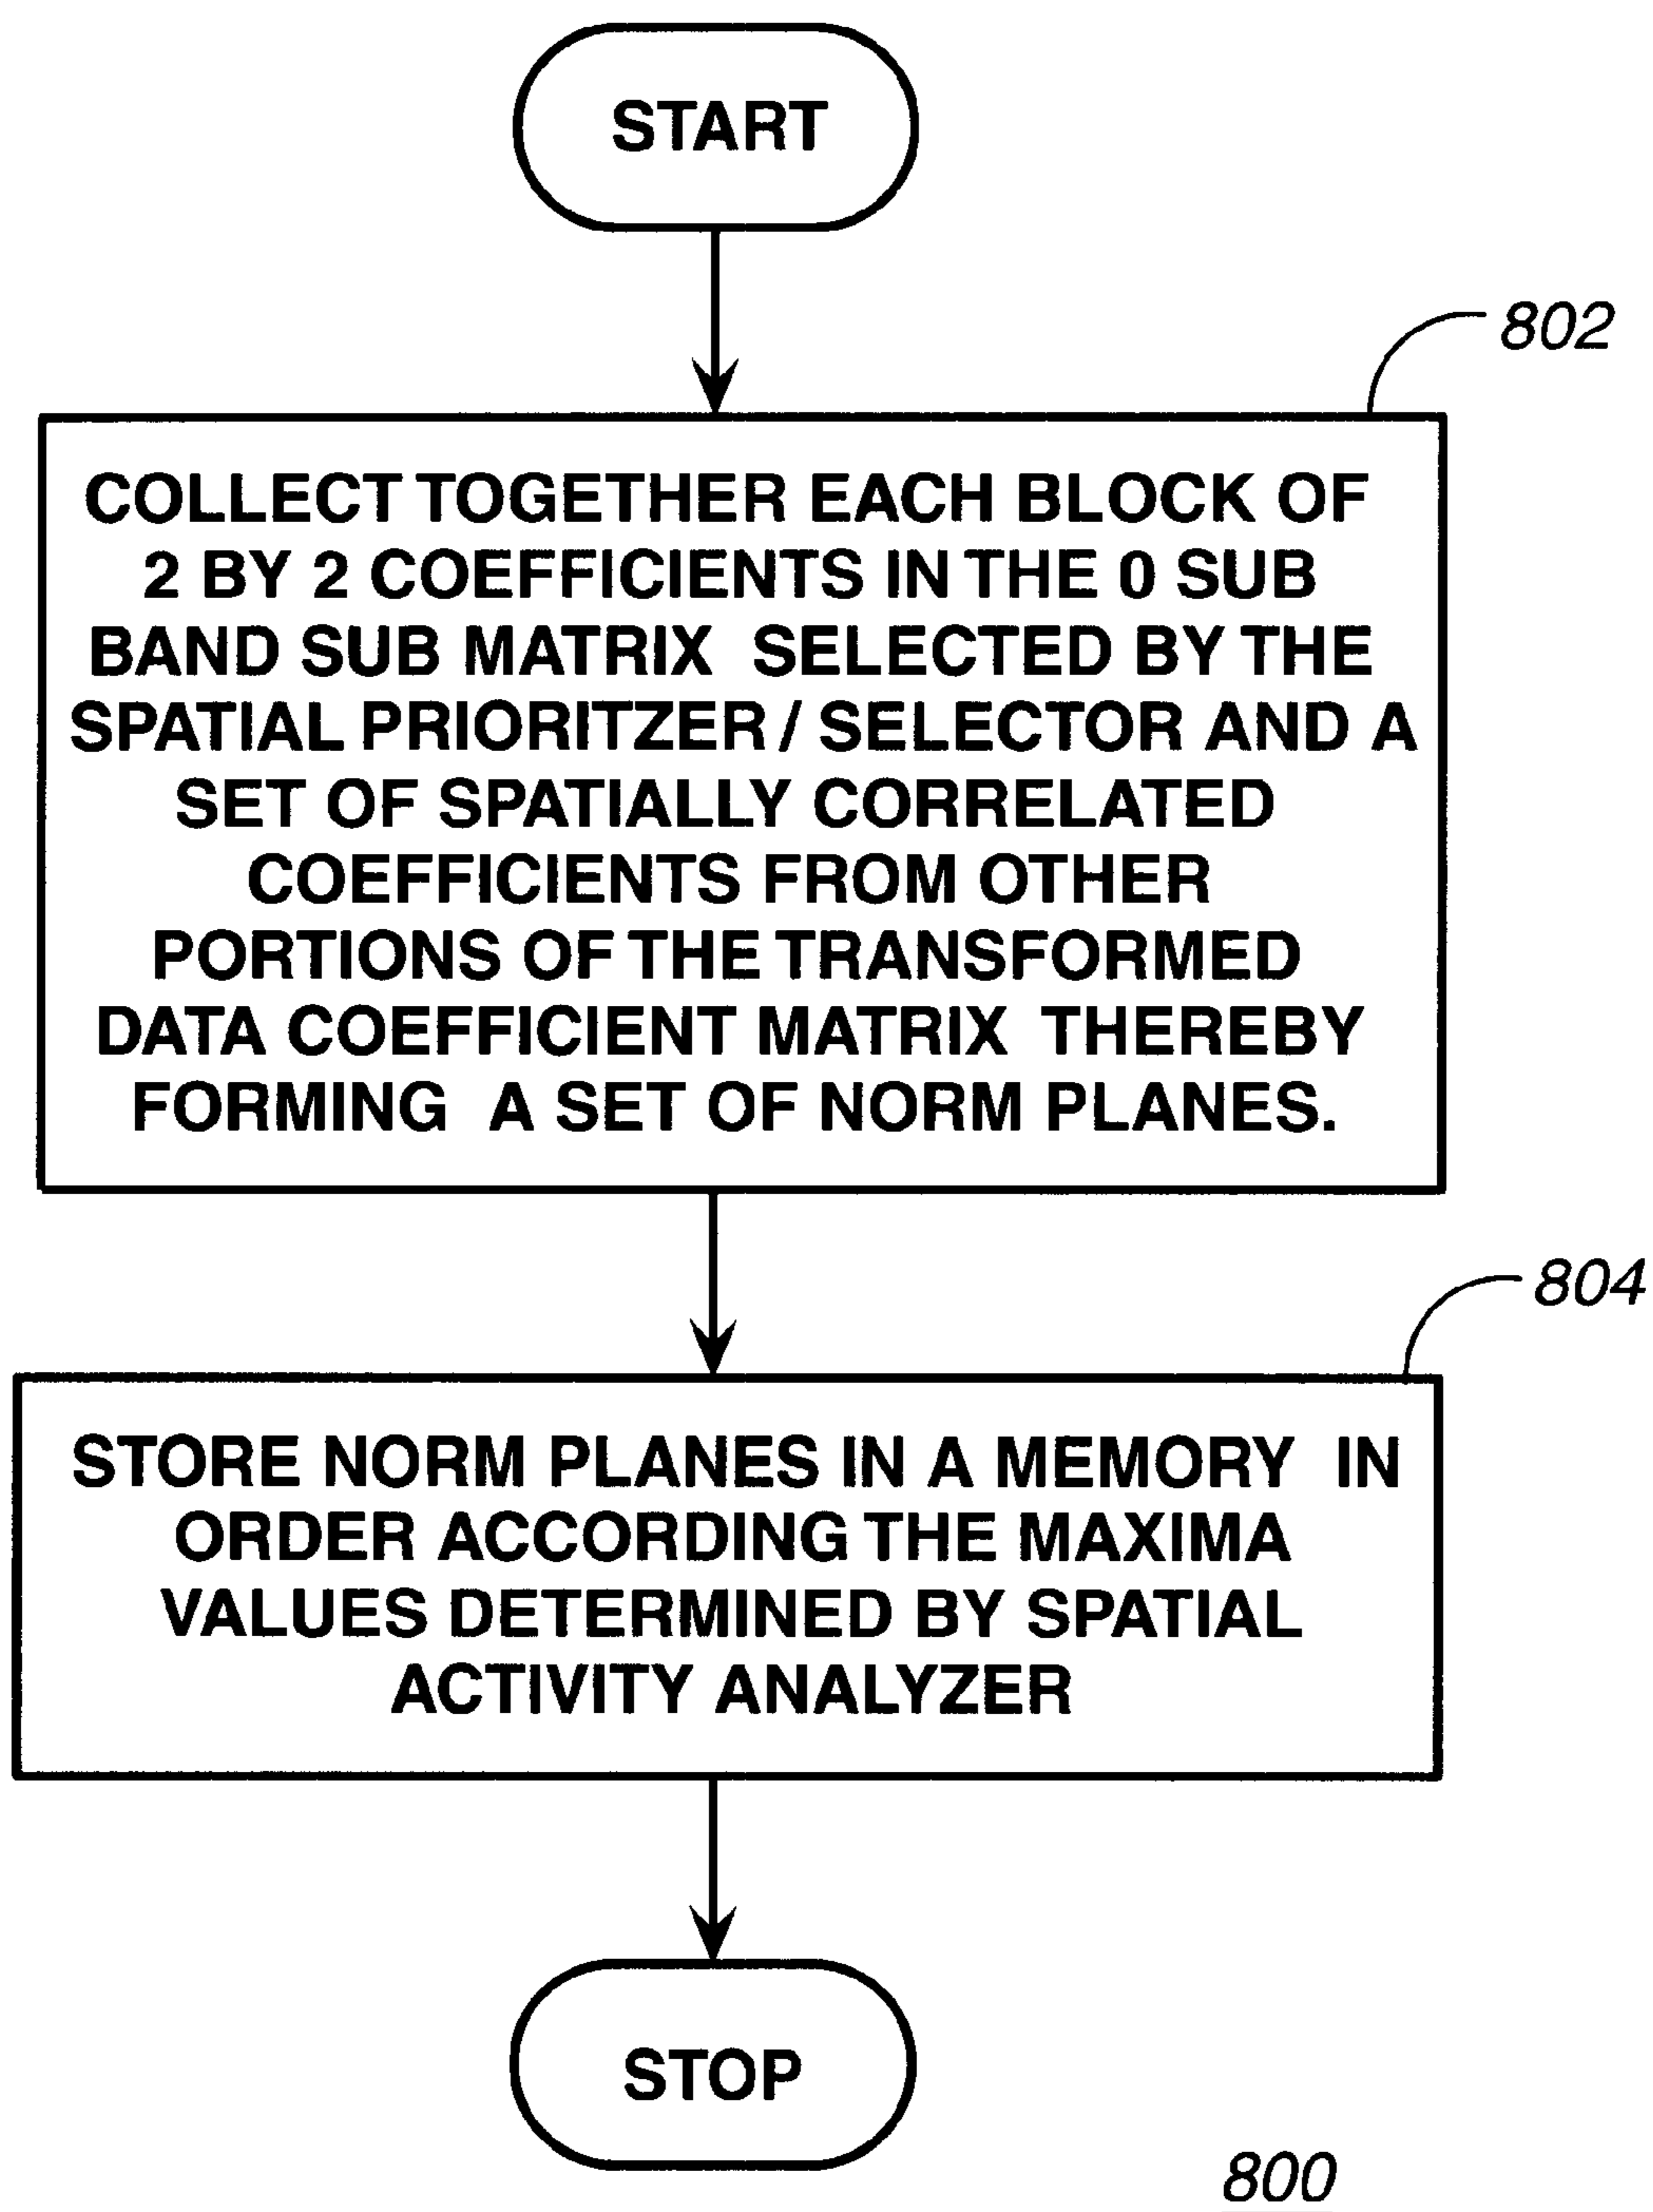 START
802
COLLECT TOGETHER EACH BLOCK OF
2 BY 2 COEFFICIENTS IN THE 0 SUB
BAND SUB MATRIX SELECTED BY THE
SPATIAL PRIORITZER / SELECTOR AND A
SET OF SPATIALLY CORRELATED
COEFFICIENTS FROM OTHER
PORTIONS OF THE TRANSFORMED
DATA COEFFICIENT MATRIX THEREBY
FORMING A SET OF NORM PLANES.
804
STORE NORM PLANES IN A MEMORY IN
ORDER ACCORDING THE MAXIMA
VALUES DETERMINED BY SPATIAL
ACTIVITY ANALYZER
STOP
800